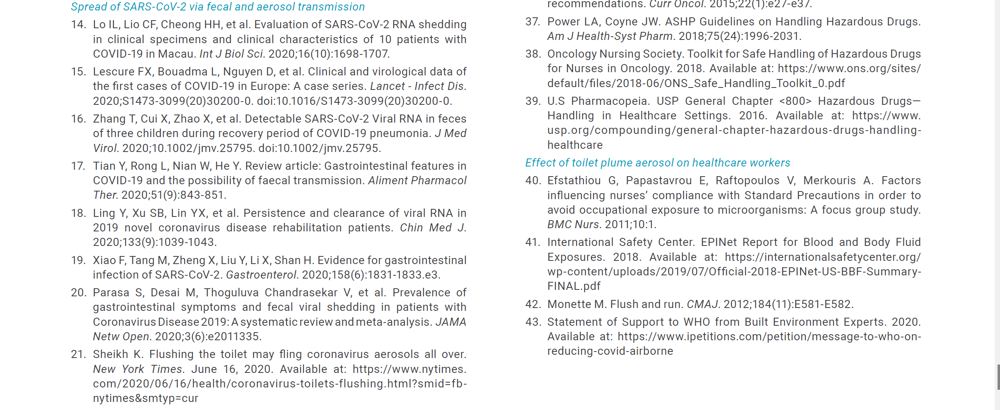 Spread of SARS-CoV-2 via fecal and aerosol transmission
14. Lo IL, Lio CF, Cheong HH, et al. Evaluation of SARS-CoV-2 RNA shedding
in clinical specimens and clinical characteristics of 10 patients with
COVID-19 in Macau. Int J Biol Sci. 2020;16(10):1698-1707.
15. Lescure FX, Bouadma L, Nguyen D, et al. Clinical and virological data of
the first cases of COVID-19 in Europe: A case series. Lancet - Infect Dis.
2020;S1473-3099(20)30200-0. doi:10.1016/S1473-3099(20)30200-0.
16. Zhang T, Cui X, Zhao X, et al. Detectable SARS-CoV-2 Viral RNA in feces
of three children during recovery period of COVID-19 pneumonia. J Med
Virol. 2020;10.1002/jmv.25795. doi:10.1002/jmv.25795.
17. Tian Y, Rong L, Nian W, He Y. Review article: Gastrointestinal features in
COVID-19 and the possibility of faecal transmission. Aliment Pharmacol
Ther. 2020;51(9):843-851.
18. Ling Y, Xu SB, Lin YX, et al. Persistence and clearance of viral RNA in
2019 novel coronavirus disease rehabilitation patients. Chin Med J.
2020;133(9):1039-1043.
19. Xiao F, Tang M, Zheng X, Liu Y, Li X, Shan H. Evidence for gastrointestinal
infection of SARS-CoV-2. Gastroenterol. 2020;158(6):1831-1833.e3.
20. Parasa S, Desai M, Thoguluva Chandrasekar V, et al. Prevalence of
gastrointestinal symptoms and fecal viral shedding in patients with
Coronavirus Disease 2019: A systematic review and meta-analysis. JAMA
Netw Open. 2020;3(6):e2011335.
21. Sheikh K. Flushing the toilet may fling coronavirus aerosols all over.
New York Times. June 16, 2020. Available at: https://www.nytimes.
com/2020/06/16/health/coronavirus-toilets-flushing.html?smid=fb-
nytimes&smtyp=cur
recommendations. Curr Oncol. 2015;22(1):e27-e37.
37. Power LA, Coyne JW. ASHP Guidelines on Handling Hazardous Drugs.
Am J Health-Syst Pharm. 2018;75(24):1996-2031.
38. Oncology Nursing Society. Toolkit for Safe Handling of Hazardous Drugs
for Nurses in Oncology. 2018. Available at: https://www.ons.org/sites/
default/files/2018-06/ONS_Safe_Handling_Toolkit_0.pdf
39. U.S Pharmacopeia. USP General Chapter <800> Hazardous Drugs—
Handling in Healthcare Settings. 2016. Available at: https://www.
usp.org/compounding/general-chapter-hazardous-drugs-handling-
healthcare
Effect of toilet plume aerosol on healthcare workers
40. Efstathiou G, Papastavrou E, Raftopoulos V, Merkouris A. Factors
influencing nurses’ compliance with Standard Precautions in order to
avoid occupational exposure to microorganisms: A focus group study.
BMC Nurs. 2011;10:1.
41. International Safety Center. EPINet Report for Blood and Body Fluid
Exposures. 2018. Available at: https://internationalsafetycenter.org/
wp-content/uploads/2019/07/Official-2018-EPINet-US-BBF-Summary-
FINAL.pdf
42. Monette M. Flush and run. CMAJ. 2012;184(11):E581-E582.
43. Statement of Support to WHO from Built Environment Experts. 2020.
Available at: https://www.ipetitions.com/petition/message-to-who-on-
reducing-covid-airborne